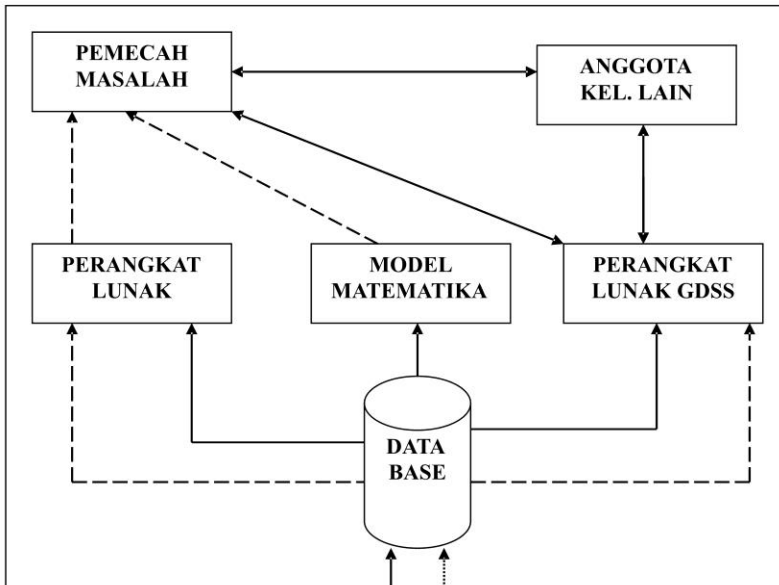 PEMECAH
MASALAH
ANGGOTA
KEL. LAIN
PERANGKAT
LUNAK
MODEL
MATEMATIKA
PERANGKAT
LUNAK GDSS
DATA
BASE